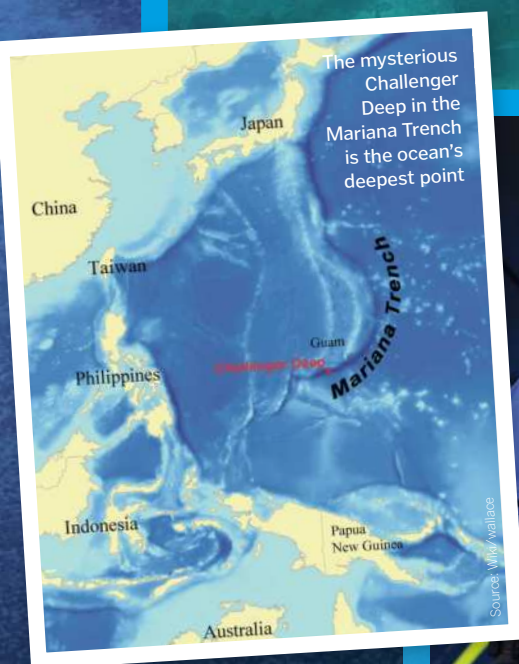 The mysterious
Challenger
Deep in the
Mariana Trench
is the ocean's
deepest point
Japan
China
Taiwan
Guam
Challenger Deep
Mariana Trench
Philippines
Indonesia
Papua
New Guinea
Australia
Source: Wiki/wallace